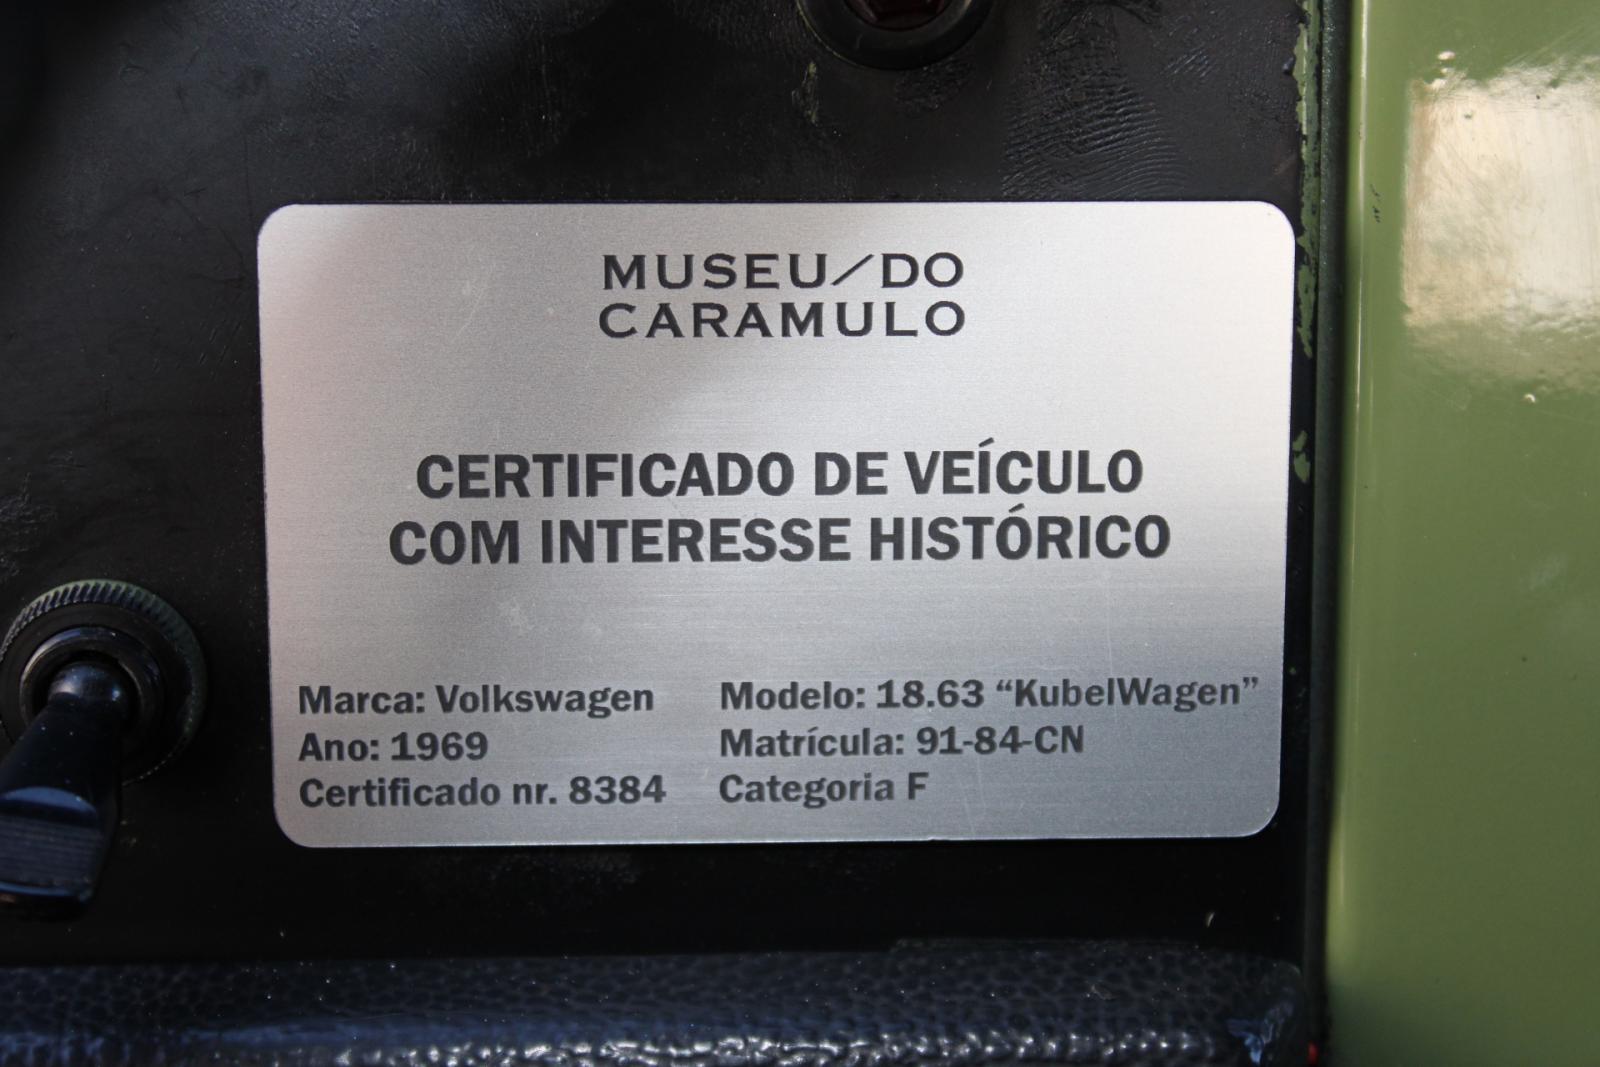 MUSEU/DO
CARAMULO
CERTIFICADO DE VEÍCULO
COM INTERESSE HISTÓRICO
Marca: Volkswagen
Ano: 1969
Certificado nr. 8384
Modelo: 18.63 “KubelWagen”
Matrícula: 91-84-CN
Categoria F